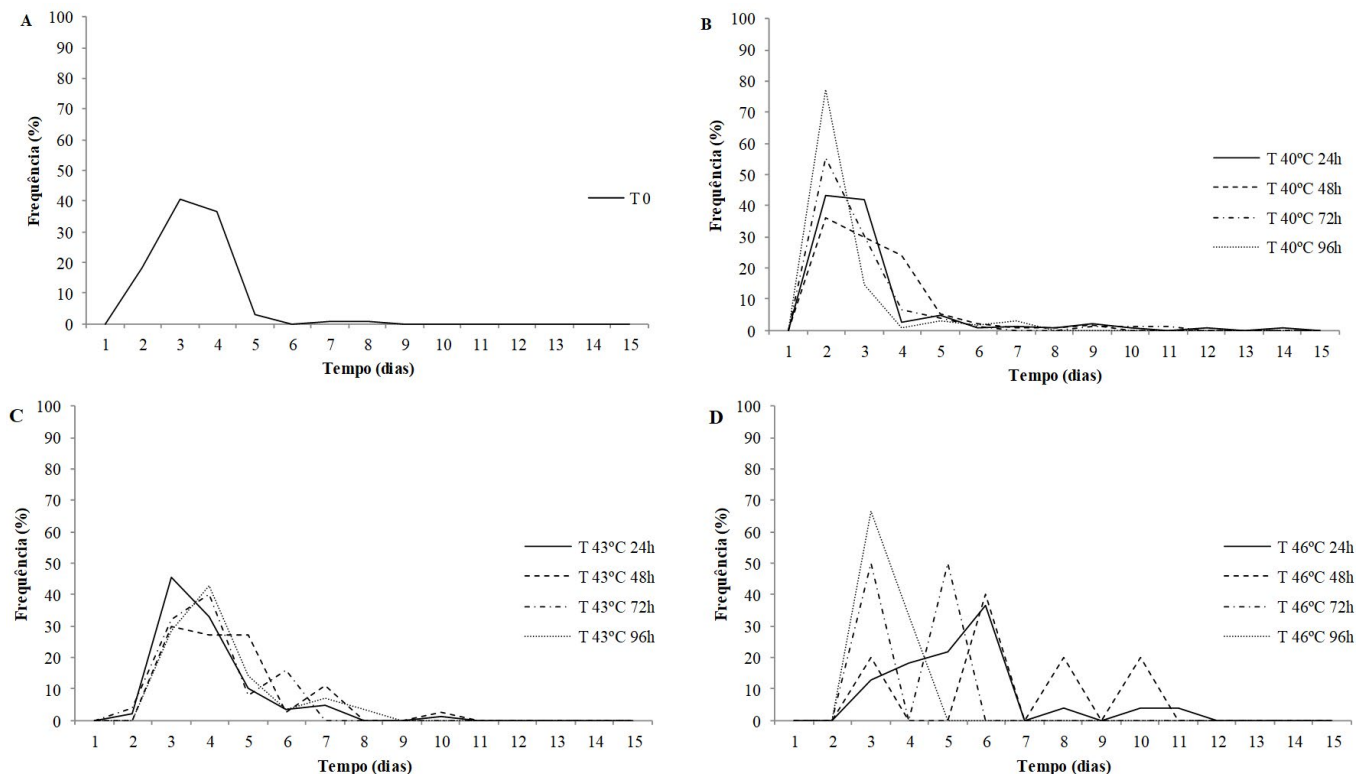 A
100
90
80
70
60
50
40
30
20
10
0
Frequência (%)
T 0
1 2 3 4 5 6 7 8 9 10 11 12 13 14 15
Tempo (dias)
B
100
90
80
70
60
50
40
30
20
10
0
Frequência (%)
T 40ºC 24h
T 40ºC 48h
T 40ºC 72h
T 40ºC 96h
1 2 3 4 5 6 7 8 9 10 11 12 13 14 15
Tempo (dias)
C
100
90
80
70
60
50
40
30
20
10
0
Frequência (%)
T 43ºC 24h
T 43ºC 48h
T 43ºC 72h
T 43ºC 96h
1 2 3 4 5 6 7 8 9 10 11 12 13 14 15
Tempo (dias)
D
100
90
80
70
60
50
40
30
20
10
0
Frequência (%)
T 46ºC 24h
T 46ºC 48h
T 46ºC 72h
T 46ºC 96h
1 2 3 4 5 6 7 8 9 10 11 12 13 14 15
Tempo (dias)